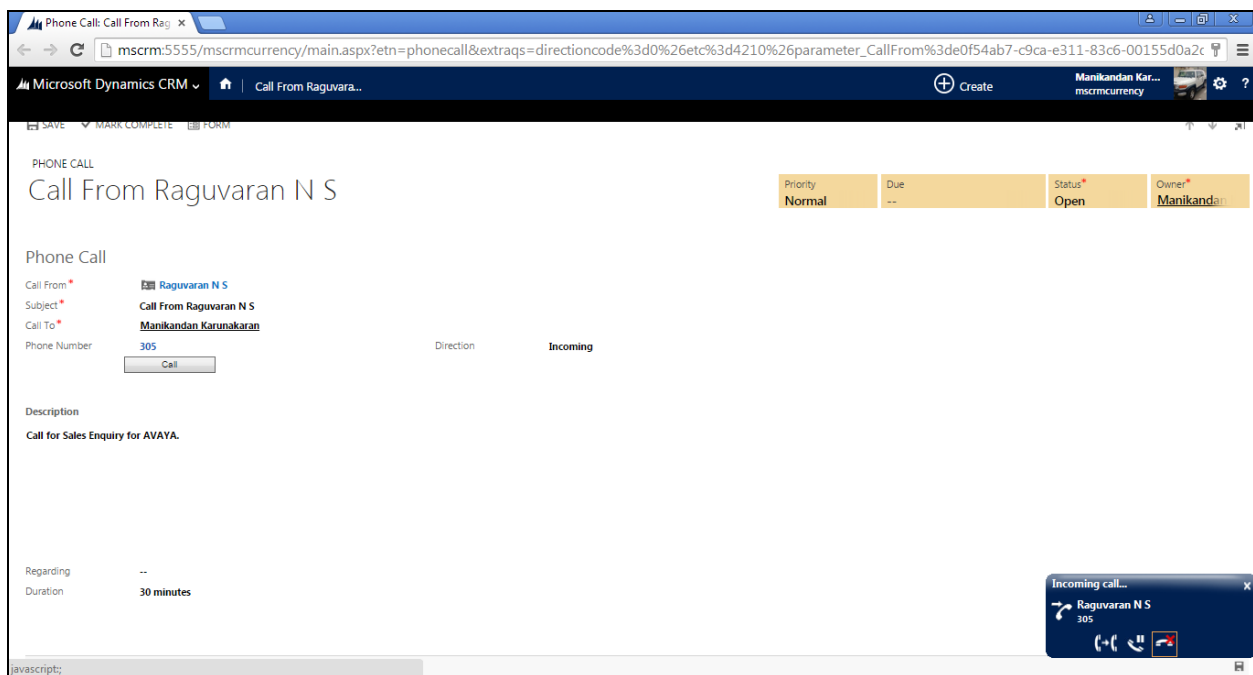 Phone Call: Call From Rag
mscrm:5555/mscrmcurrency/main.aspx?etn=phonecall&extraqs=directioncode%3d0%26etc%3d4210%26parameter_CallFrom%3de0f54ab7-c9ca-e311-83c6-00155d0a2c
Microsoft Dynamics CRM Call From Raguvara... Create Manikandan Kar... ?
mscrmcurrency
SAVE MARK COMPLETE FORM
PHONE CALL
Call From Raguvaran N S
Priority Due Status* Owner*
Normal -- Open Manikandan
Phone Call
Call From* Raguvaran N S
Subject* Call From Raguvaran N S
Call To* Manikandan Karunakaran
Phone Number 305 Direction Incoming
Call
Description
Call for Sales Enquiry for AVAYA.
Regarding --
Duration 30 minutes
Incoming call... x
Raguvaran N S
305
javascript:;